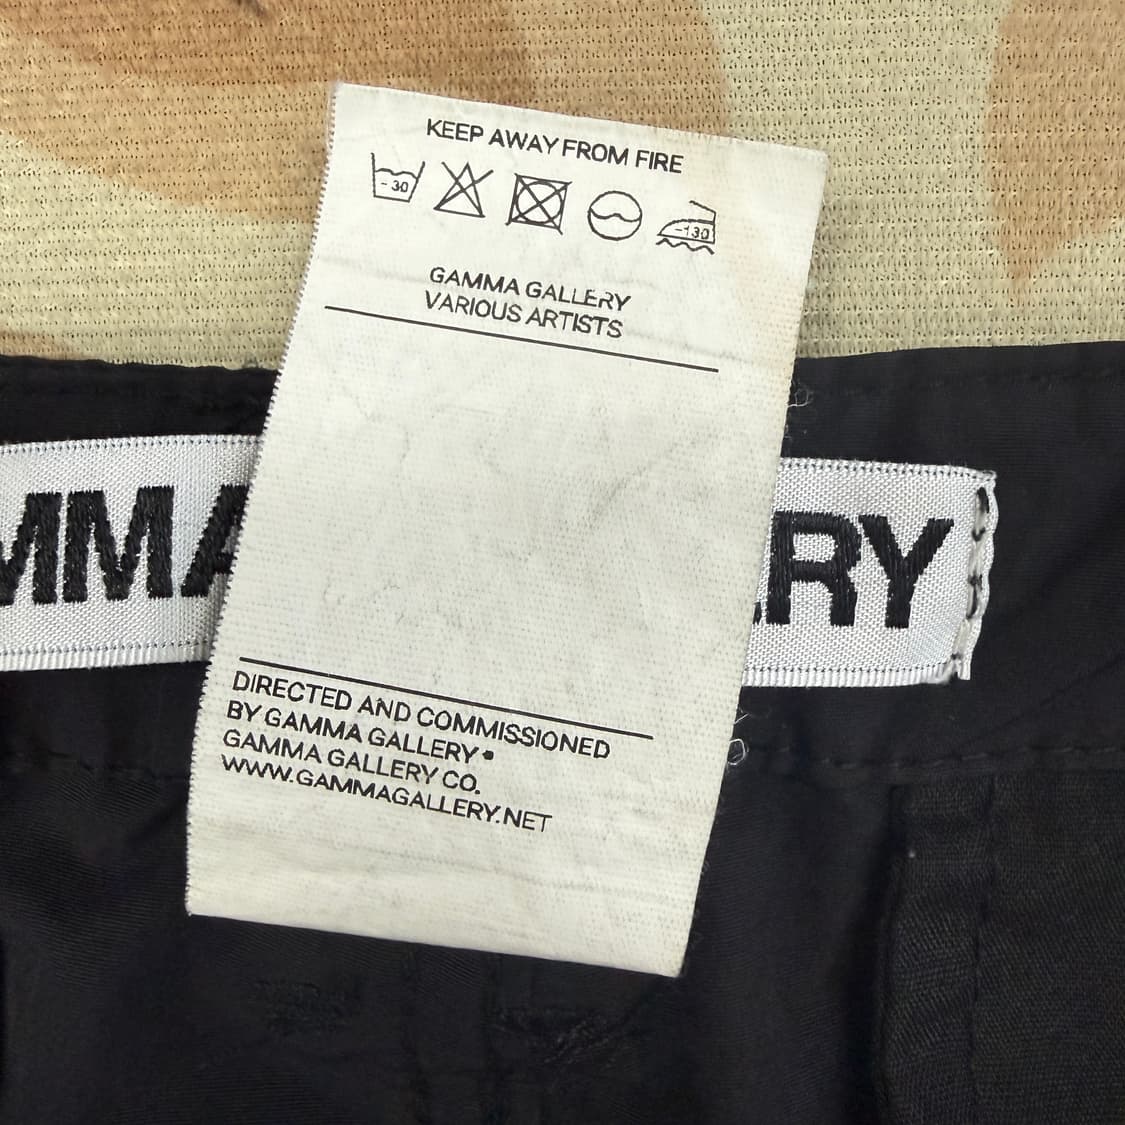 KEEP AWAY FROM FIRE
-30
-130
GAMMA GALLERY
VARIOUS ARTISTS
MMA
RY
DIRECTED AND COMMISSIONED
BY GAMMA GALLERY •
GAMMA GALLERY CO.
WWW.GAMMAGALLERY.NET